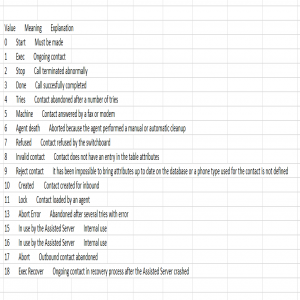 Value Meaning Explanation
0 Start Must be made
1 Exec Ongoing contact
2 Stop Call terminated abnormally
3 Done Call succesfully completed
4 Tries Contact abandoned after a number of tries
5 Machine Contact answered by a fax or modem
6 Agent death Aborted because the agent performed a manual or automatic cleanup
7 Refused Contact refused by the switchboard
8 Invalid contact Contact does not have an entry in the table attributes
9 Reject contact It has been impossible to bring attributes up to date on the database or a phone type used for the contact is not defined
10 Created Contact created for inbound
11 Lock Contact loaded by an agent
13 Abort Error Abandoned after several tries with error
15 In use by the Assisted Server Internal use
16 In use by the Assisted Server Internal use
17 Abort Outbound contact abandoned
18 Exec Recover Ongoing contact in recovery process after the Assisted Server crashed